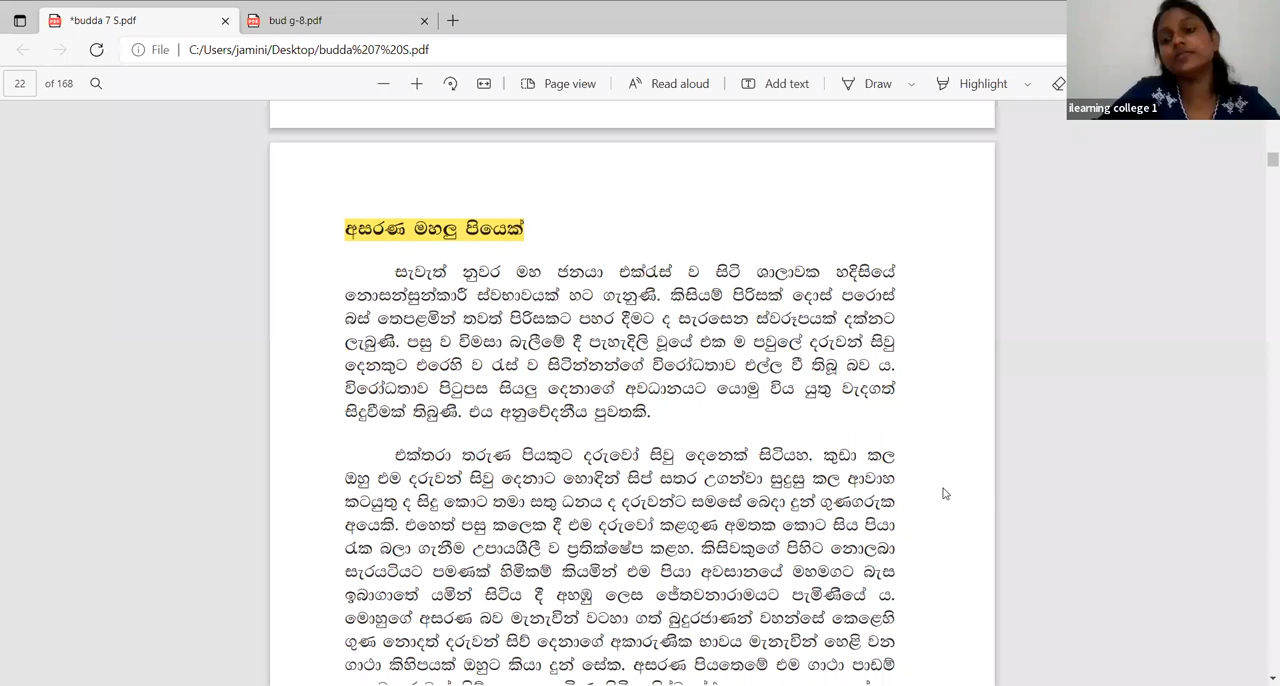 *budda 7 S.pdf
bud g-8.pdf
File
C:/Users/jamini/Desktop/budda%207%20S.pdf
22 of 168
Page view
Read aloud
Add text
Draw
Highlight
ilearning college 1
අසරණ මහලු පියෙක්
සැවැත් නුවර මහ ජනයා එක්රැස් ව සිටි ශාලාවක හදිසියේ
නොසන්සුන්කාරී ස්වභාවයක් හට ගැනුණි. කිසියම් පිරිසක් දොස් පරොස්
බස් තෙපළමින් තවත් පිරිසකට පහර දීමට ද සැරසෙන ස්වරූපයක් දක්නට
ලැබුණි. පසු ව විමසා බැලීමේ දී පැහැදිලි වූයේ එක ම පවුලේ දරුවන් සිවු
දෙනකුට එරෙහි ව රැස් ව සිටින්නන්ගේ විරෝධතාව එල්ල වී තිබූ බව ය.
විරෝධතාව පිටුපස සියලු දෙනාගේ අවධානයට යොමු විය යුතු වැදගත්
සිදුවීමක් තිබුණි. එය අනුවේදනීය පුවතකි.
එක්තරා තරුණ පියකුට දරුවෝ සිවු දෙනෙක් සිටියහ. කුඩා කල
ඔහු එම දරුවන් සිවු දෙනාට හොඳින් සිප් සතර උගන්වා සුදුසු කල ආවාහ
කටයුතු ද සිදු කොට තමා සතු ධනය ද දරුවන්ට සමසේ බෙදා දුන් ගුණගරුක
අයෙකි. එහෙත් පසු කලෙක දී එම දරුවෝ කළගුණ අමතක කොට සිය පියා
රැක බලා ගැනීම උපායශීලී ව ප්‍රතික්ෂේප කළහ. කිසිවකුගේ පිහිට නොලබා
සැරයටියට පමණක් හිමිකම් කියමින් එම පියා අවසානයේ මහමගට බැස
ඉබාගාතේ යමින් සිටිය දී අහඹු ලෙස ජේතවනාරාමයට පැමිණියේ ය.
මොහුගේ අසරණ බව මැනැවින් වටහා ගත් බුදුරජාණන් වහන්සේ කෙළෙහි
ගුණ නොදත් දරුවන් සිව් දෙනාගේ අකාරුණික භාවය මැනැවින් හෙළි වන
ගාථා කිහිපයක් ඔහුට කියා දුන් සේක. අසරණ පියතෙමේ එම ගාථා පාඩම්